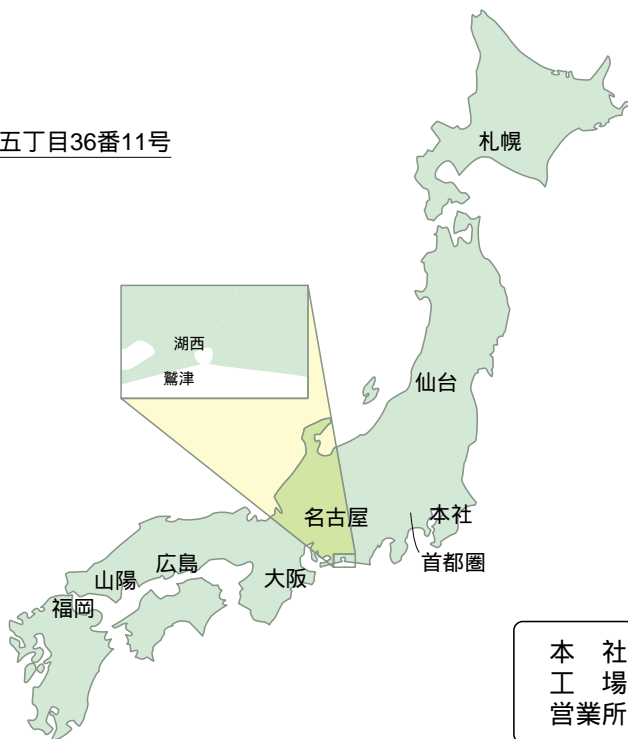 五丁目36番11号
札幌
湖西
鷲津
仙台
名古屋
本社
首都圏
広島
山陽
大阪
福岡
本　社
工　場
営業所